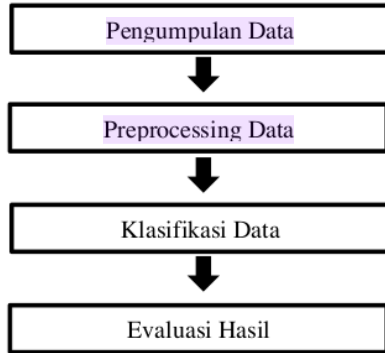 Pengumpulan Data
Preprocessing Data
Klasifikasi Data
Evaluasi Hasil